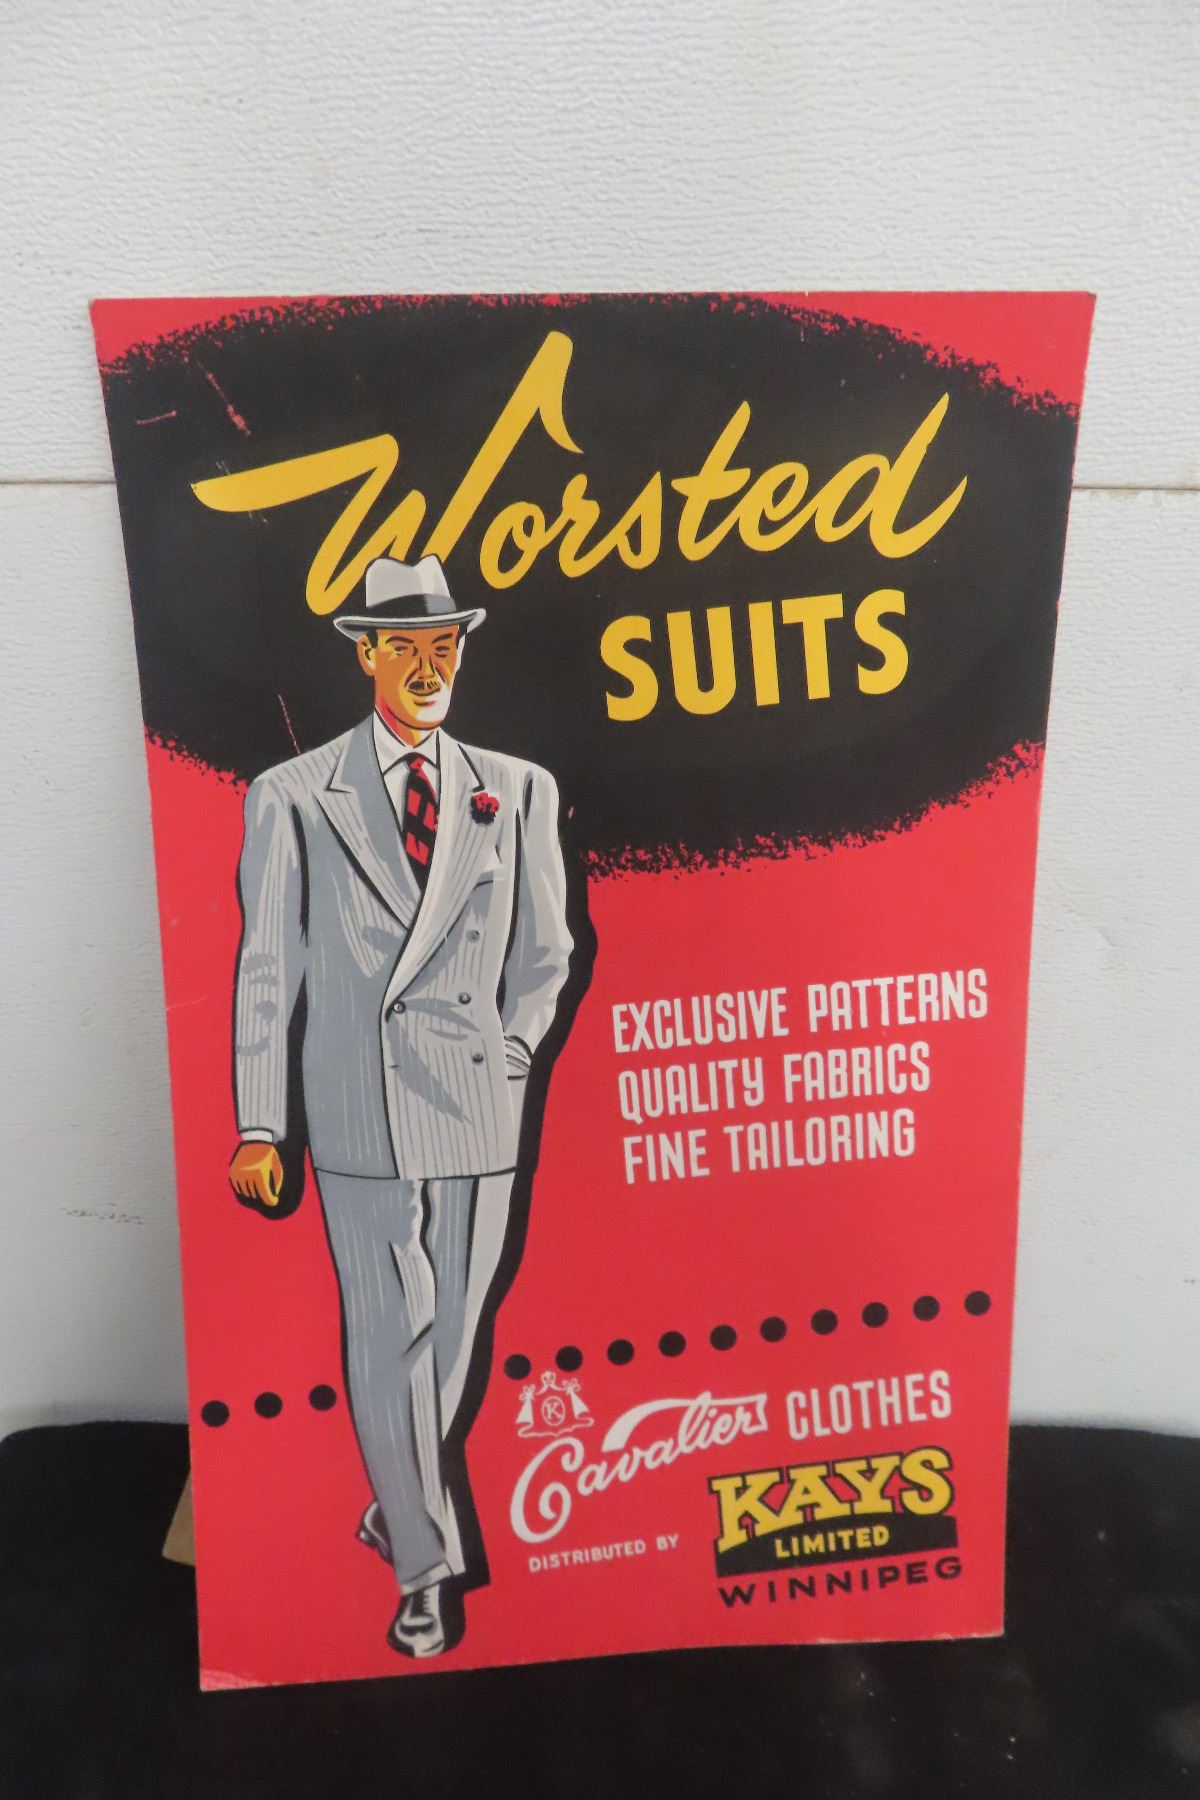 Worsted
SUITS
EXCLUSIVE PATTERNS
QUALITY FABRICS
FINE TAILORING
K
Cavalier CLOTHES
DISTRIBUTED BY
KAYS
LIMITED
WINNIPEG